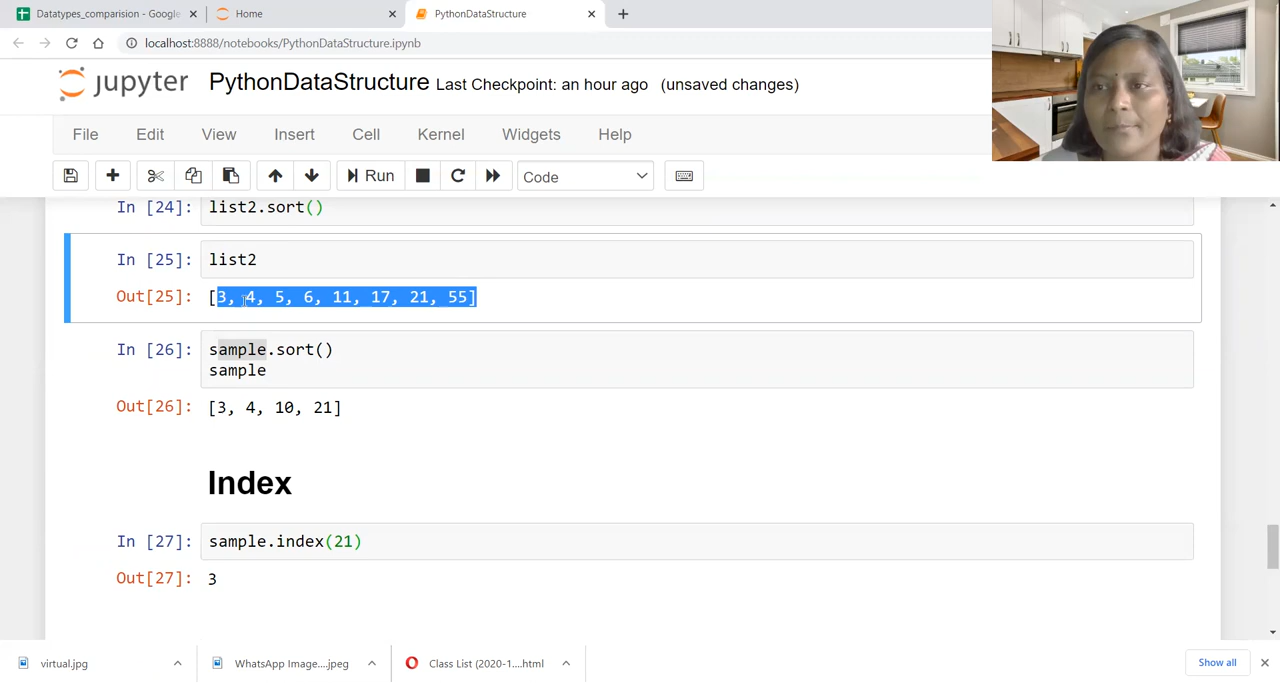 Datatypes_comparision - Google
Home
PythonDataStructure
localhost:8888/notebooks/PythonDataStructure.ipynb
jupyter PythonDataStructure Last Checkpoint: an hour ago (unsaved changes)
File Edit View Insert Cell Kernel Widgets Help
Run Code
In [24]: list2.sort()
In [25]: list2
Out[25]: [3, 4, 5, 6, 11, 17, 21, 55]
In [26]: sample.sort()
sample
Out[26]: [3, 4, 10, 21]
Index
In [27]: sample.index(21)
Out[27]: 3
virtual.jpg
WhatsApp Image....jpeg
Class List (2020-1....html
Show all